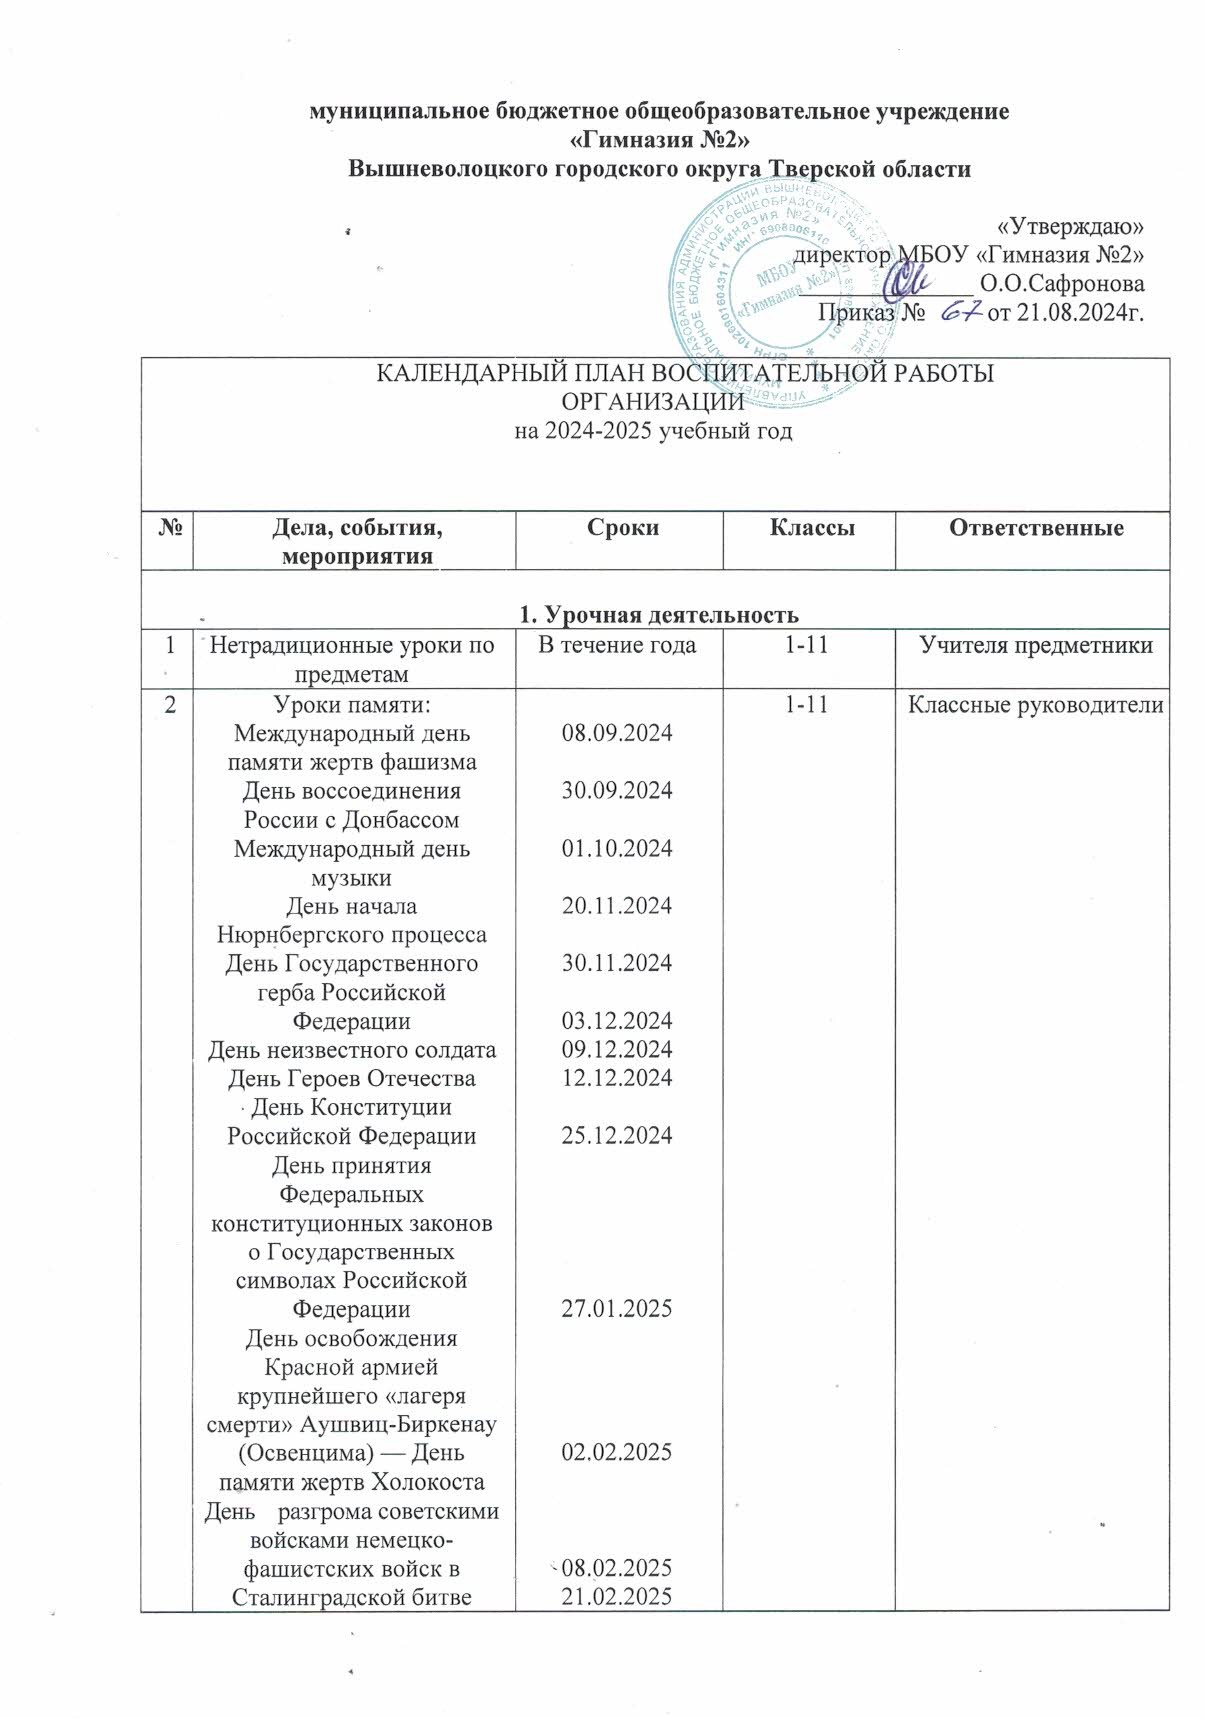 муниципальное бюджетное общеобразовательное учреждение
«Гимназия №2»
Вышневолоцкого городского округа Тверской области
«Утверждаю»
директор МБОУ «Гимназия №2»
О.О.Сафронова
Приказ № 67 от 21.08.2024г.
МБОУ
«Гимназия №2»
КАЛЕНДАРНЫЙ ПЛАН ВОСПИТАТЕЛЬНОЙ РАБОТЫ
ОРГАНИЗАЦИИ
на 2024-2025 учебный год
№ Дела, события, Сроки Классы Ответственные
мероприятия
1. Урочная деятельность
1 Нетрадиционные уроки по В течение года 1-11 Учителя предметники
предметам
2 Уроки памяти: 1-11 Классные руководители
Международный день 08.09.2024
памяти жертв фашизма
День воссоединения 30.09.2024
России с Донбассом
Международный день 01.10.2024
музыки
День начала 20.11.2024
Нюрнбергского процесса
День Государственного 30.11.2024
герба Российской
Федерации 03.12.2024
День неизвестного солдата 09.12.2024
День Героев Отечества 12.12.2024
День Конституции
Российской Федерации 25.12.2024
День принятия
Федеральных
конституционных законов
о Государственных
символах Российской
Федерации 27.01.2025
День освобождения
Красной армией
крупнейшего «лагеря
смерти» Аушвиц-Биркенау
(Освенцима) — День 02.02.2025
памяти жертв Холокоста
День разгрома советскими
войсками немецко-
фашистских войск в 08.02.2025
Сталинградской битве 21.02.2025